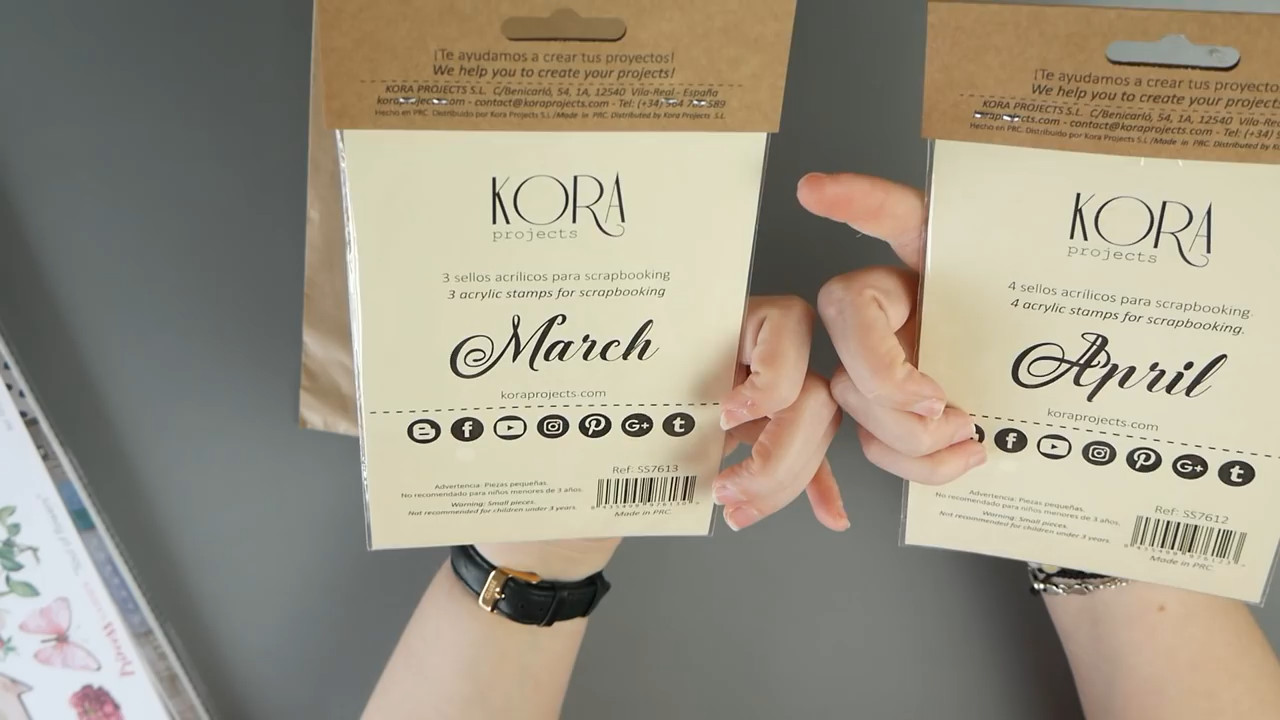 ¡Te ayudamos a crear tus proyectos!
We help you to create your projects!
KORA PROJECTS S.L. C/Benicarló, 54, 1A, 12540 Vila-Real - España
contact@koraprojects.com - Tel: (+34)
Hecho en PRC. Distribuido por Kora Projects S.L /Made in PRC. Distributed by Kora Projects S.L
KORA
projects
3 sellos acrílicos para scrapbooking
3 acrylic stamps for scrapbooking
March
koraprojects.com
Ref: SS7613
Advertencia: Piezas pequeñas.
No recomendado para niños menores de 3 años.
Warning: Small pieces.
Not recommended for children under 3 years.
Made in PRC.
¡Te ayudamos a crear tus proyecto
We help you to create your projects
KORA PROJECTS S.L. C/Benicarló, 54, 1A, 12540 Vila-Re
contact@koraprojects.com - Tel: (+34)
Hecho en PRC. Distribuido por Kora Projects S.L /Made in PRC. Distributed by K
KORA
projects
4 sellos acrílicos para scrapbooking.
4 acrylic stamps for scrapbooking.
April
koraprojects.com
Ref: SS7612
Advertencia: Piezas pequeñas.
No recomendado para niños menores de 3 años.
Warning: Small pieces.
Not recommended for children under 3 years.
Made in PRC.
Princess